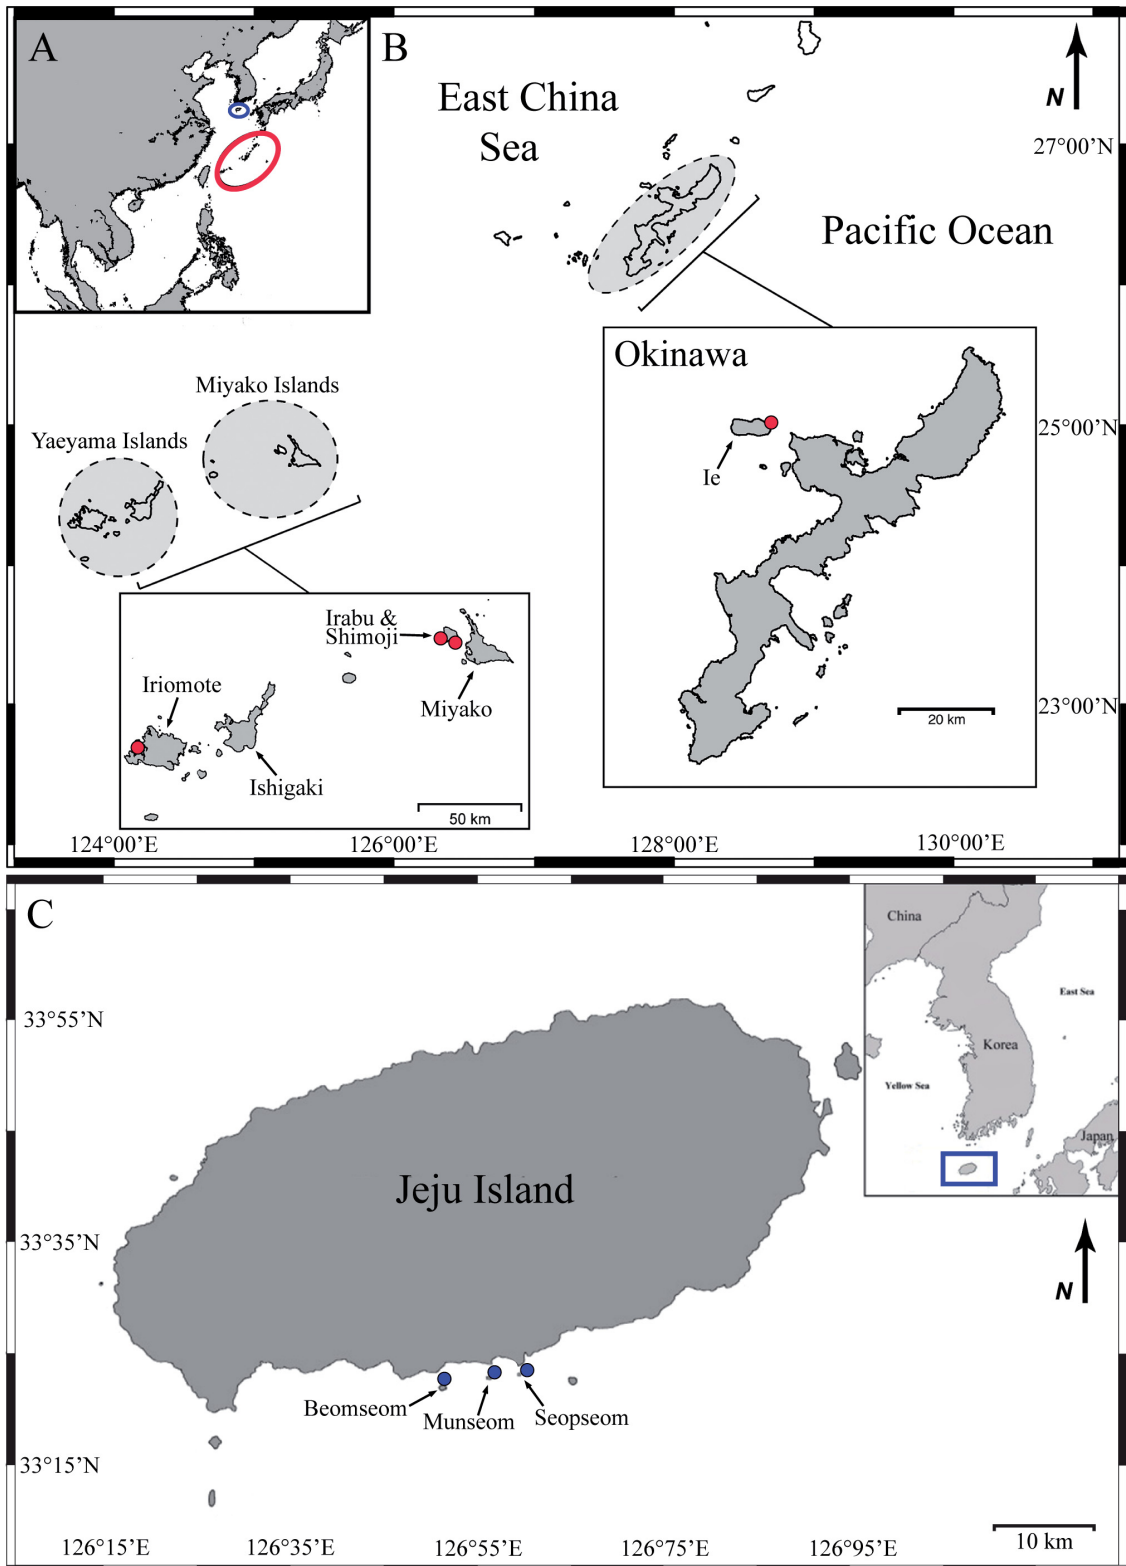 A
B
East China
Sea
N
27°00'N
Pacific Ocean
Okinawa
Miyako Islands
Yaeyama Islands
Ie
25°00'N
Irabu &
Shimoji
Iriomote
Miyako
Ishigaki
50 km
20 km
23°00'N
124°00'E
126°00'E
128°00'E
130°00'E
C
China
East Sea
Korea
Yellow Sea
Japan
33°55'N
Jeju Island
33°35'N
N
Beomseom
Munseom
Seopseom
33°15'N
10 km
126°15'E
126°35'E
126°55'E
126°75'E
126°95'E